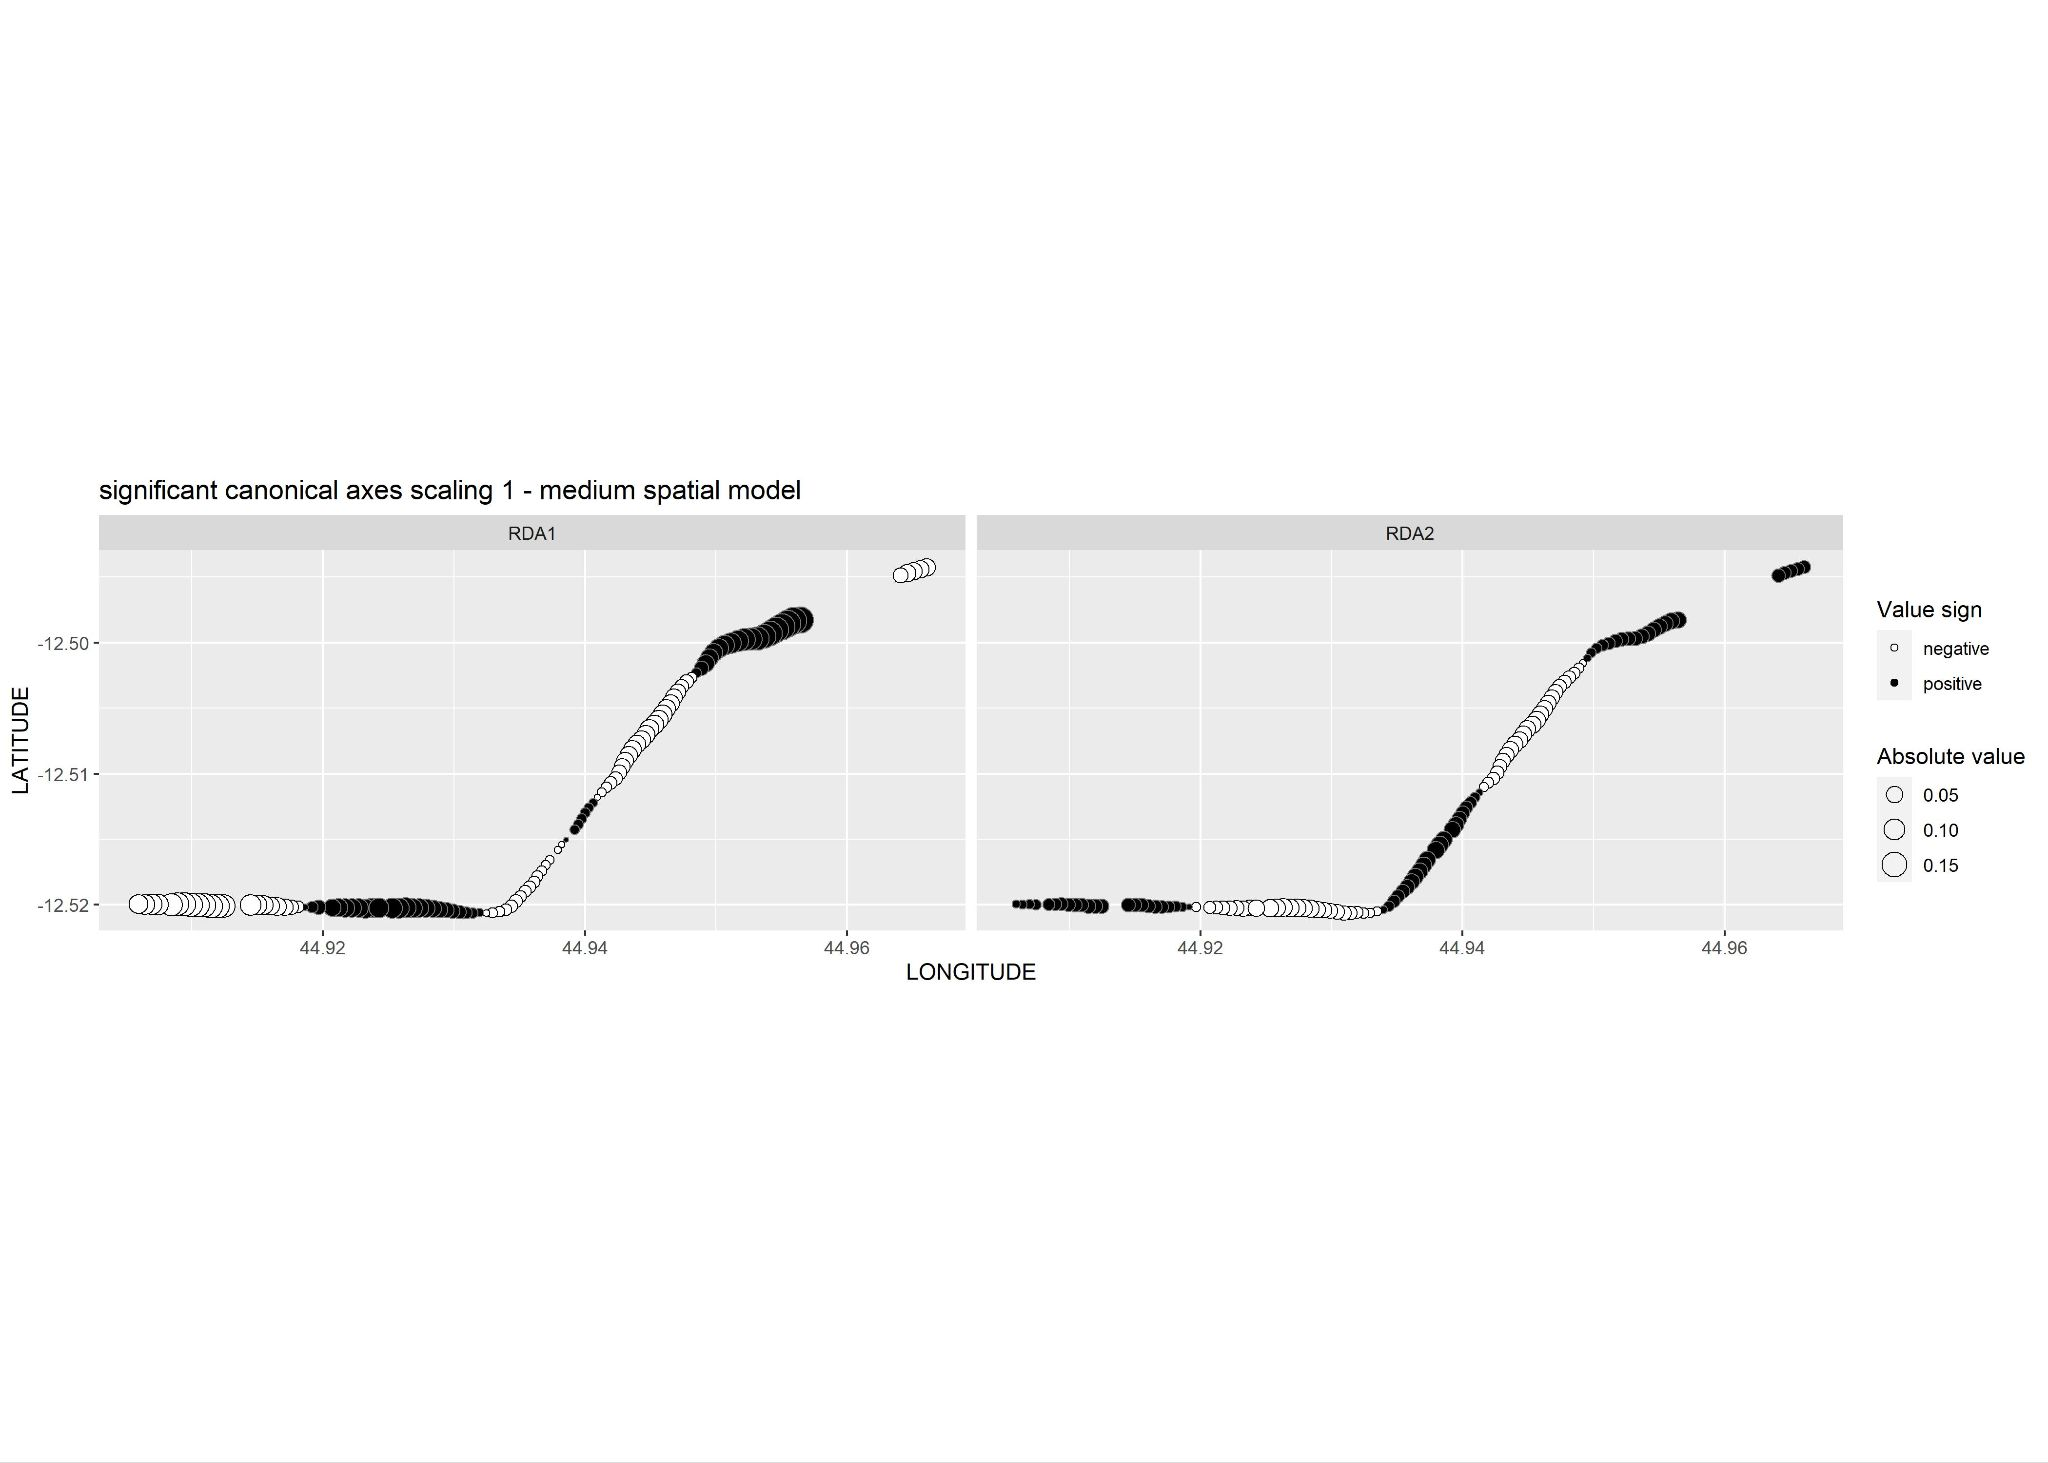 significant canonical axes scaling 1 - medium spatial model
RDA1
RDA2
LATITUDE
-12.50
-12.51
-12.52
44.92
44.94
44.96
44.92
44.94
44.96
LONGITUDE
Value sign
negative
positive
Absolute value
0.05
0.10
0.15